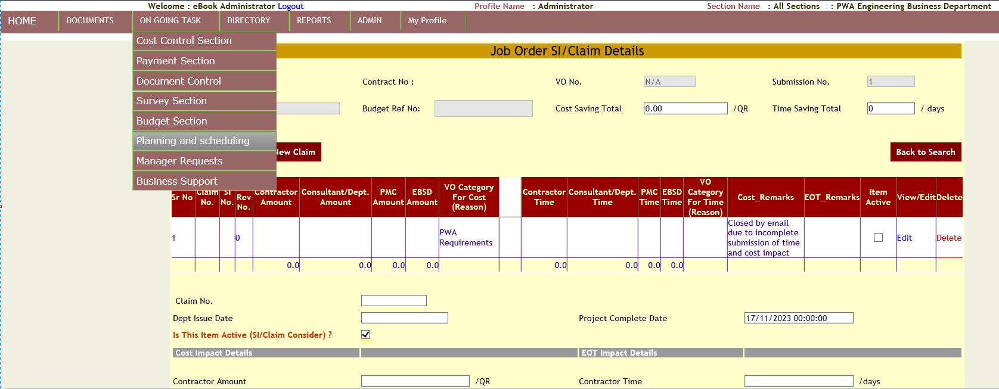 Welcome : eBook Administrator Logout Profile Name : Administrator Section Name : All Sections : : PWA Engineering Business Department
HOME DOCUMENTS ON GOING TASK DIRECTORY REPORTS ADMIN My Profile
Cost Control Section
Payment Section
Document Control
Survey Section
Budget Section
Planning and scheduling
Manager Requests
Business Support
Job Order SI/Claim Details
Contract No : VO No. N/A Submission No. 1
Budget Ref No: Cost Saving Total 0.00 /QR Time Saving Total 0 / days
New Claim Back to Search
Sr No Claim No. SI No. Rev No. Contractor Amount Consultant/Dept. Amount PMC Amount EBSD Amount VO Category For Cost (Reason) Contractor Time Consultant/Dept. Time PMC Time EBSD Time VO Category For Time (Reason) Cost_Remarks EOT_Remarks Item Active View/Edit Delete
1 0 PWA Requirements Closed by email due to incomplete submission of time and cost impact Edit Delete
0.0 0.0 0.0 0.0 0.0 0.0 0.0 0.0
Claim No.
Dept Issue Date Project Complete Date 17/11/2023 00:00:00
Is This Item Active (SI/Claim Consider) ?
Cost Impact Details EOT Impact Details
Contractor Amount /QR Contractor Time /days